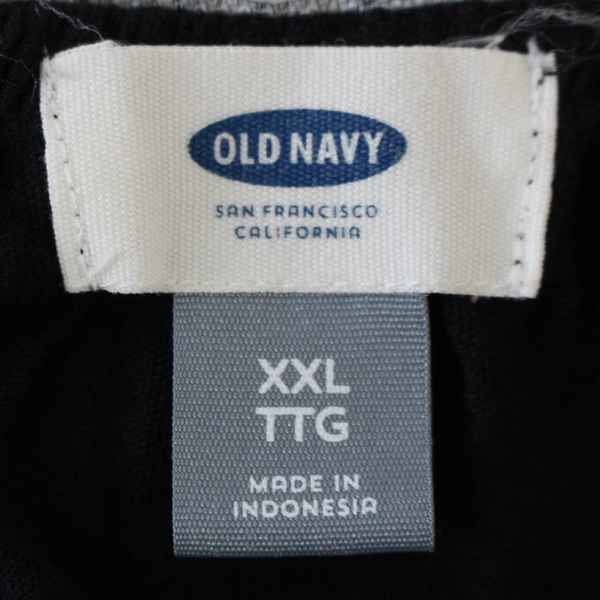 OLD NAVY
SAN FRANCISCO
CALIFORNIA
XXL
TTG
MADE IN
INDONESIA